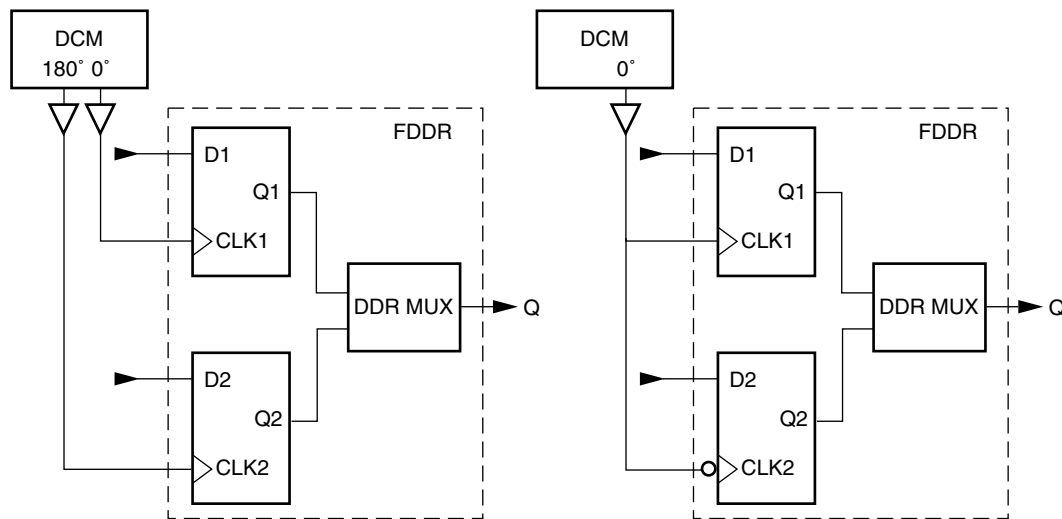 DCM
180° 0°
FDDR
D1
Q1
CLK1
DDR MUX
Q
D2
Q2
CLK2
DCM
0°
FDDR
D1
Q1
CLK1
DDR MUX
Q
D2
Q2
CLK2